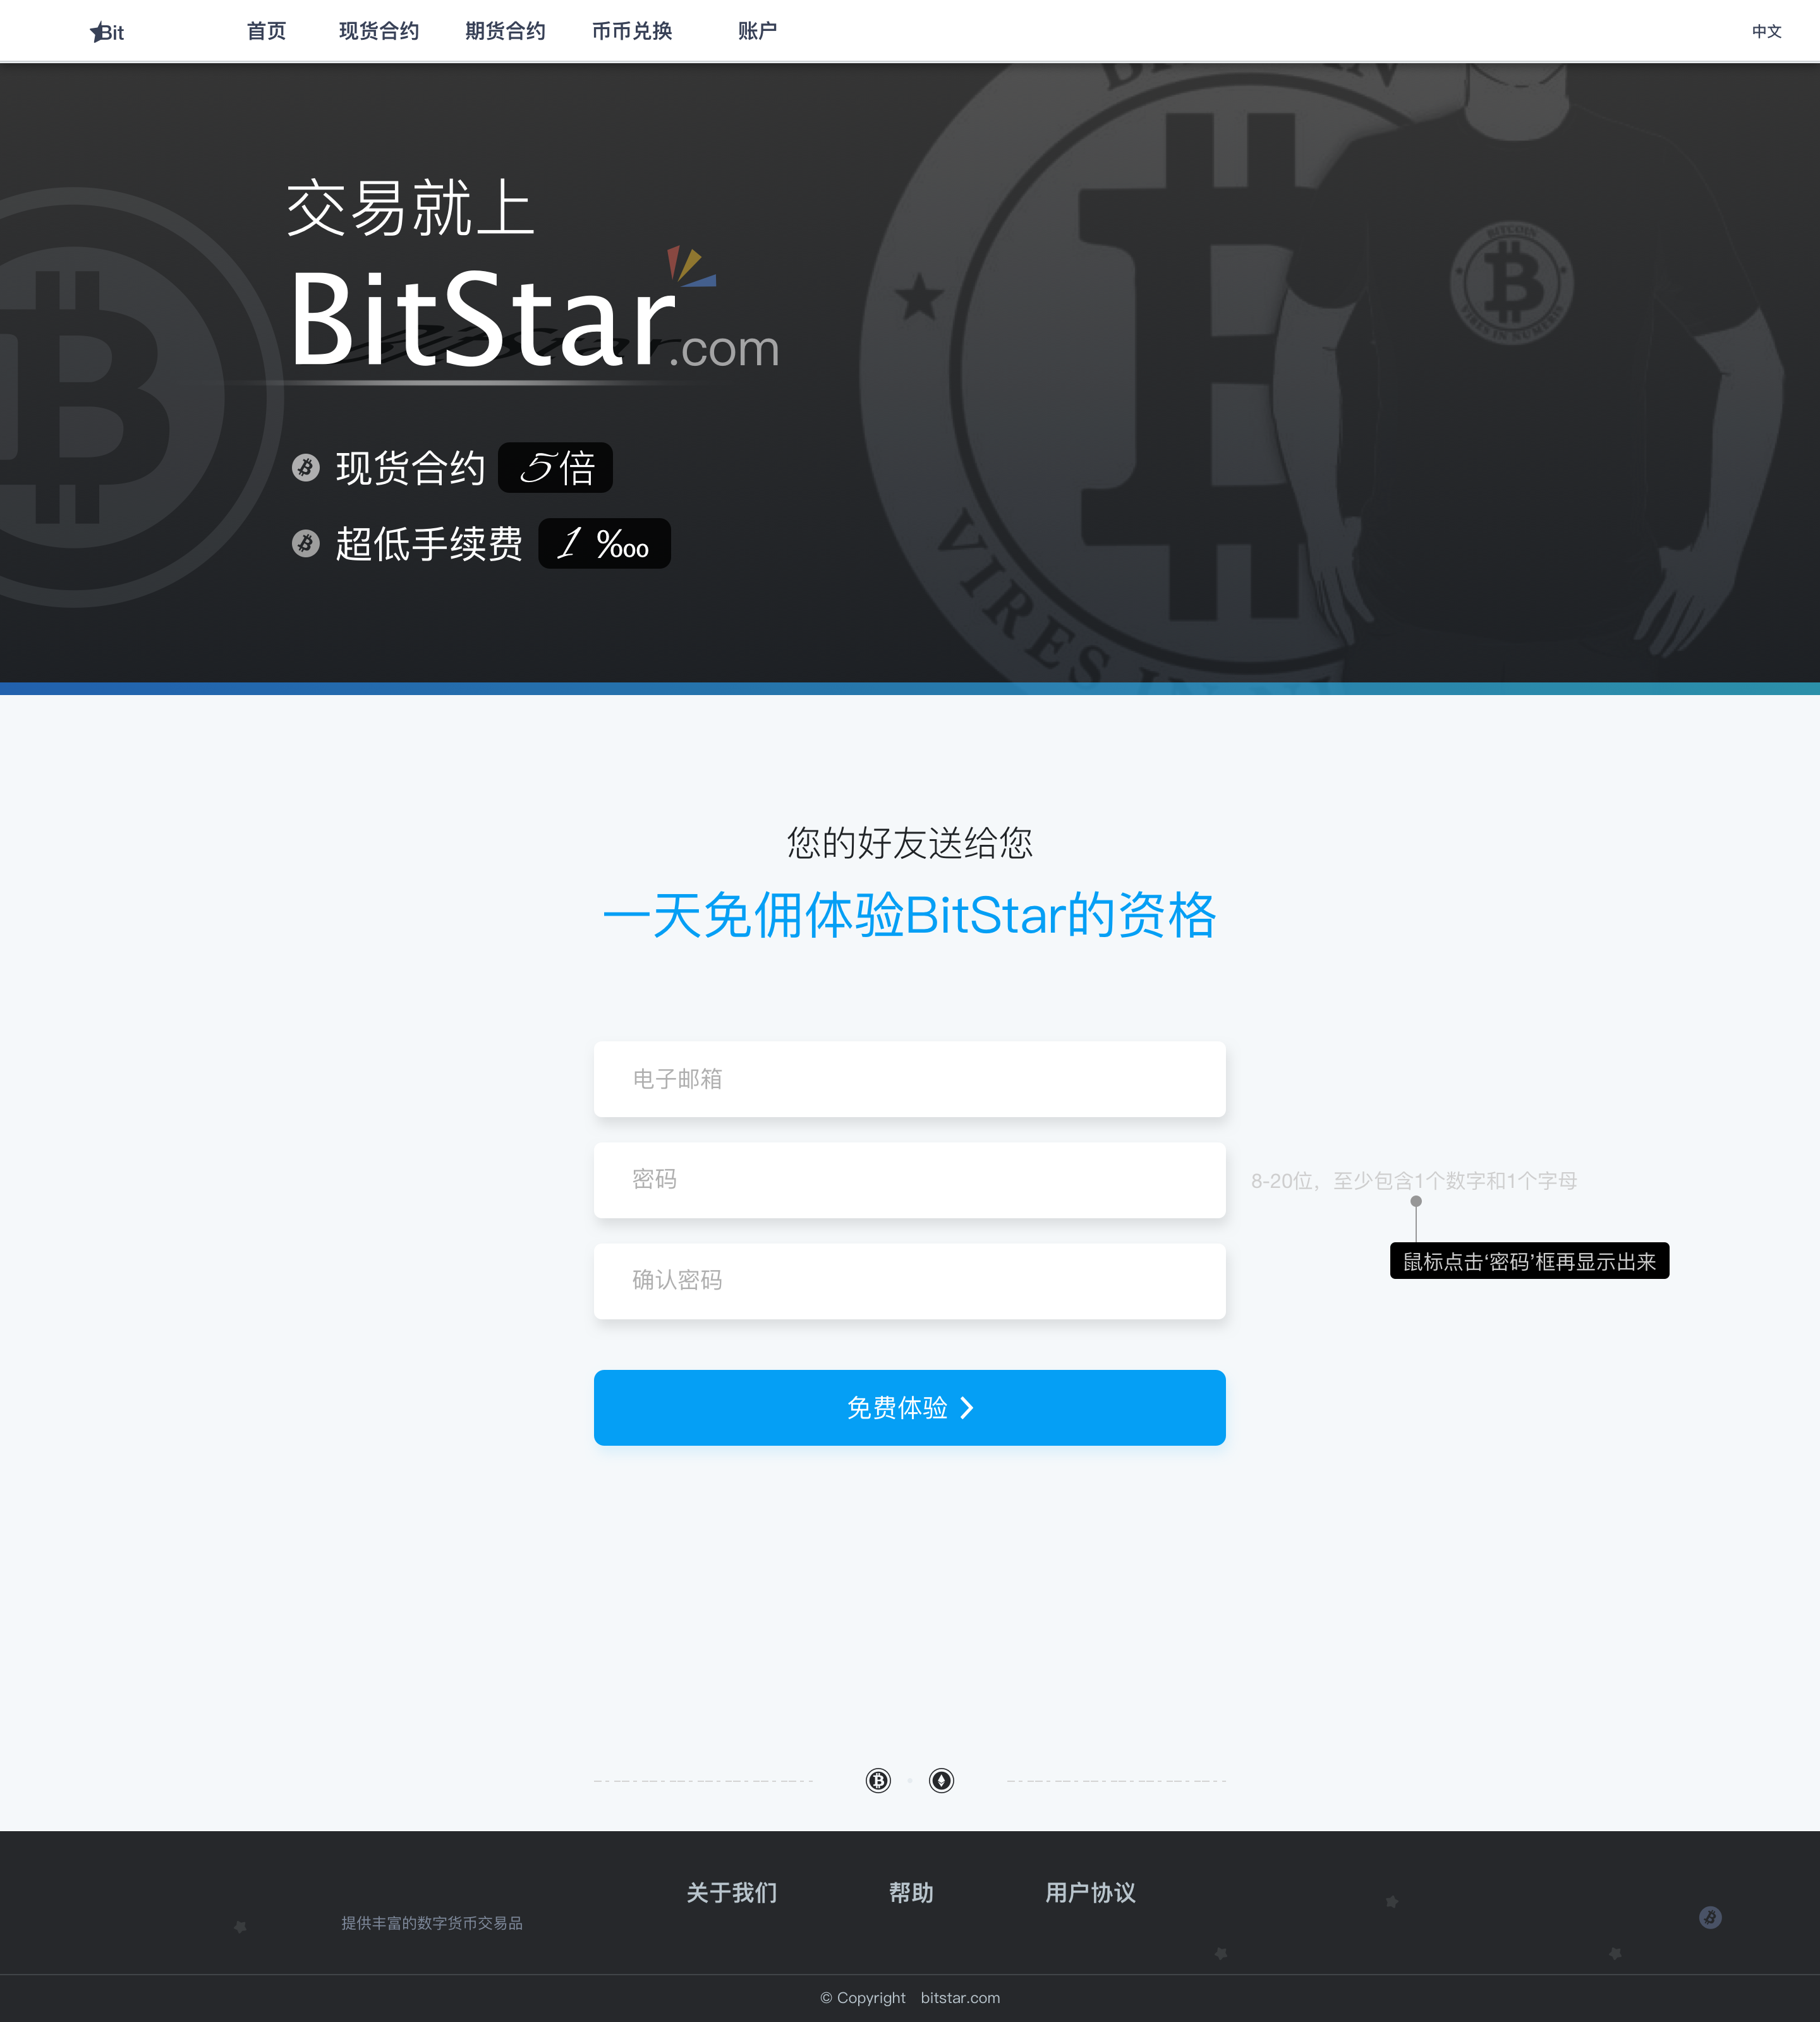 Bit 首页 现货合约 期货合约 币币兑换 账户 中文
交易就上
BitStar.com
现货合约 5倍
超低手续费 1 ‱
BITCOIN
VIRES IN NUMERIS
VIRES IN
您的好友送给您
一天免佣体验BitStar的资格
电子邮箱
密码
8-20位，至少包含1个数字和1个字母
鼠标点击‘密码’框再显示出来
确认密码
免费体验
关于我们 帮助 用户协议
提供丰富的数字货币交易品
© Copyright bitstar.com